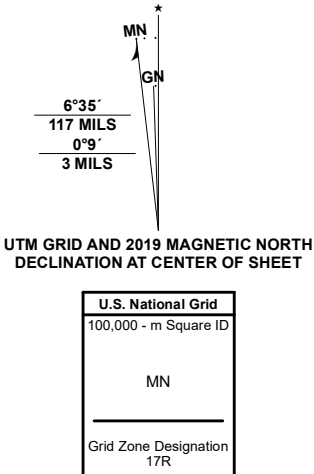 ★
MN
GN
6°35´
117 MILS
0°9´
3 MILS
UTM GRID AND 2019 MAGNETIC NORTH
DECLINATION AT CENTER OF SHEET
U.S. National Grid
100,000 - m Square ID
MN
Grid Zone Designation
17R